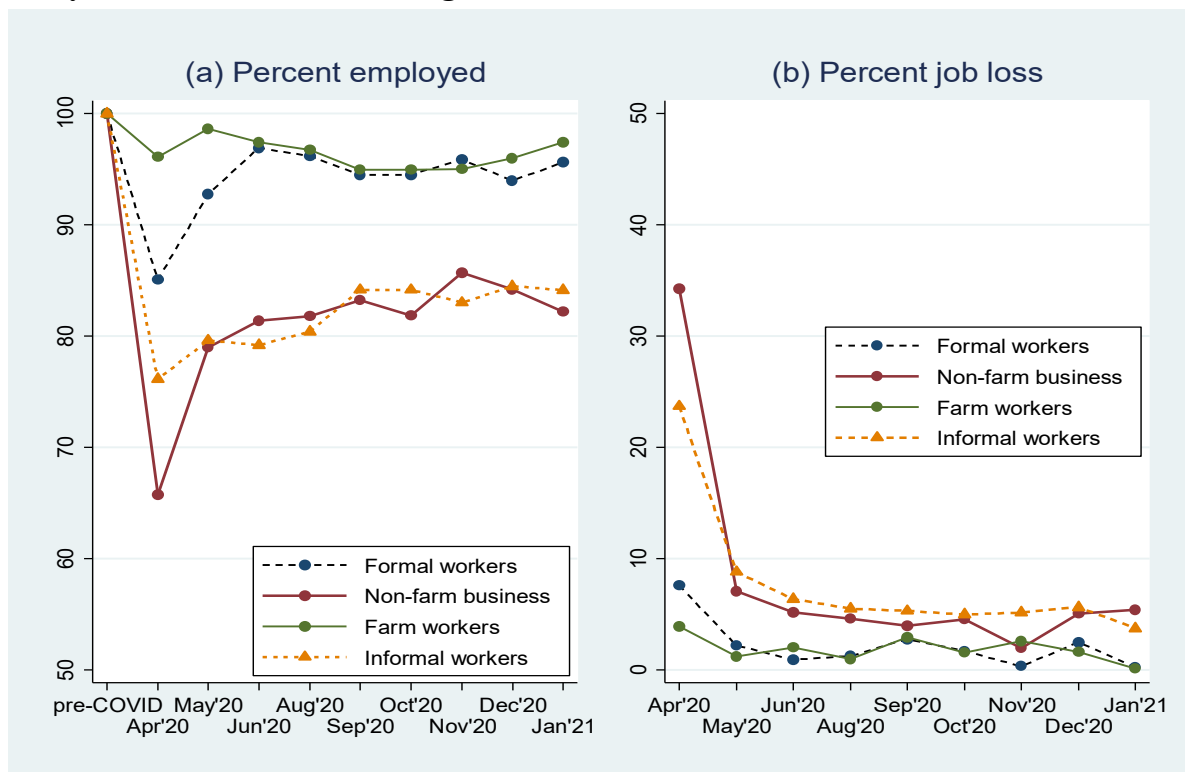 (a) Percent employed
100
90
80
70
60
50
pre-COVID
Apr'20
May'20
Jun'20
Aug'20
Sep'20
Oct'20
Nov'20
Dec'20
Jan'21
Formal workers
Non-farm business
Farm workers
Informal workers
(b) Percent job loss
50
40
30
20
10
0
Apr'20
May'20
Jun'20
Aug'20
Sep'20
Oct'20
Nov'20
Dec'20
Jan'21
Formal workers
Non-farm business
Farm workers
Informal workers